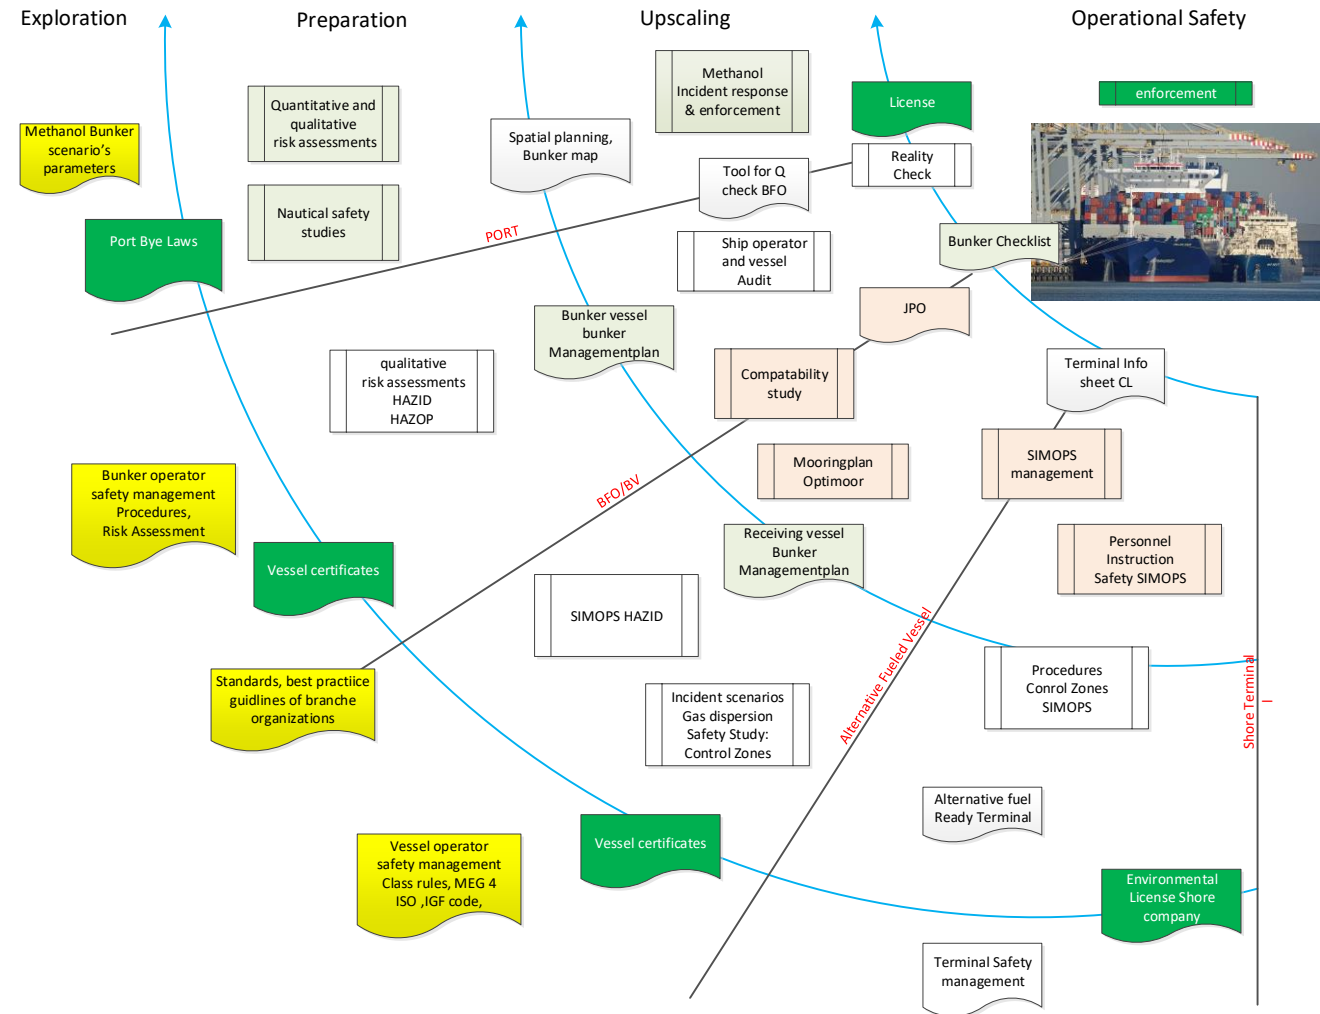 Exploration
Preparation
Upscaling
Operational Safety
Methanol Bunker
scenario's
parameters
Quantitative and
qualitative
risk assessments
Spatial planning,
Bunker map
Methanol
Incident response
& enforcement
License
enforcement
Reality
Check
Tool for Q
check BFO
Nautical safety
studies
Port Bye Laws
PORT
Ship operator
and vessel
Audit
Bunker Checklist
JPO
Bunker vessel
bunker
Managementplan
qualitative
risk assessments
HAZID
HAZOP
Compatability
study
Terminal Info
sheet CL
Mooringplan
Optimoor
SIMOPS
management
Bunker operator
safety management
Procedures,
Risk Assessment
BFO/BV
Receiving vessel
Bunker
Managementplan
Personnel
Instruction
Safety SIMOPS
Vessel certificates
SIMOPS HAZID
Alternative Fueled Vessel
Procedures
Conrol Zones
SIMOPS
Shore Terminal
Standards, best practiice
guidlines of branche
organizations
Incident scenarios
Gas dispersion
Safety Study:
Control Zones
Alternative fuel
Ready Terminal
Vessel certificates
Vessel operator
safety management
Class rules, MEG 4
ISO ,IGF code,
Environmental
License Shore
company
Terminal Safety
management